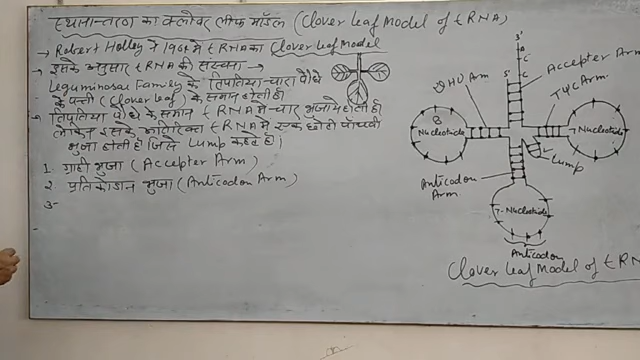 स्थानान्तरण का क्लोवर लीफ मॉडल (Clover Leaf Model of tRNA)
→ Robert Holley ने 1965 में tRNA का Clover Leaf Model
→ इसके अनुसार tRNA की संरचना →
Leguminosae Family के तिपतिया चारा पौधे
के पत्ती (Clover Leaf) के समान होती है।
→ तिपतिया पौधे के समान tRNA में चार भुजायें होती हैं।
लेकिन इसके अतिरिक्त tRNA में एक छोटी पाँचवी
भुजा होती है जिसे Lump कहते हैं।
1. ग्राही भुजा (Accepter Arm)
2. प्रतिकोडान भुजा (Anticodon Arm)
3-
3'
A
C
C
5'
Accepter Arm
DHU Arm
TΨC Arm
8
Nucleotide
7-Nucleotide
Lump
Anticodon
Arm
7-Nucleotide
Anticodon
Clover Leaf Model of tRN